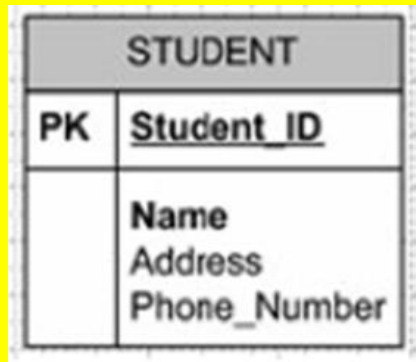 STUDENT
PK Student_ID
Name
Address
Phone_Number